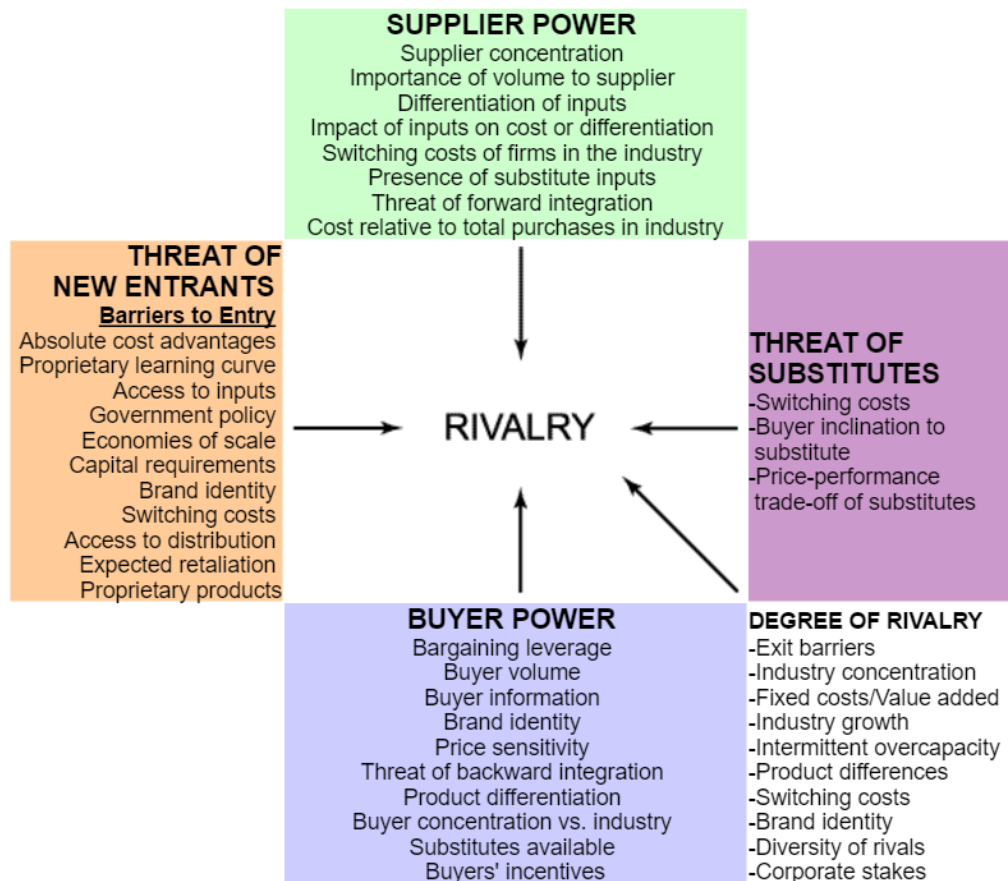 SUPPLIER POWER
Supplier concentration
Importance of volume to supplier
Differentiation of inputs
Impact of inputs on cost or differentiation
Switching costs of firms in the industry
Presence of substitute inputs
Threat of forward integration
Cost relative to total purchases in industry
THREAT OF
NEW ENTRANTS
Barriers to Entry
Absolute cost advantages
Proprietary learning curve
Access to inputs
Government policy
Economies of scale
Capital requirements
Brand identity
Switching costs
Access to distribution
Expected retaliation
Proprietary products
RIVALRY
THREAT OF
SUBSTITUTES
-Switching costs
-Buyer inclination to
substitute
-Price-performance
trade-off of substitutes
BUYER POWER
Bargaining leverage
Buyer volume
Buyer information
Brand identity
Price sensitivity
Threat of backward integration
Product differentiation
Buyer concentration vs. industry
Substitutes available
Buyers' incentives
DEGREE OF RIVALRY
-Exit barriers
-Industry concentration
-Fixed costs/Value added
-Industry growth
-Intermittent overcapacity
-Product differences
-Switching costs
-Brand identity
-Diversity of rivals
-Corporate stakes